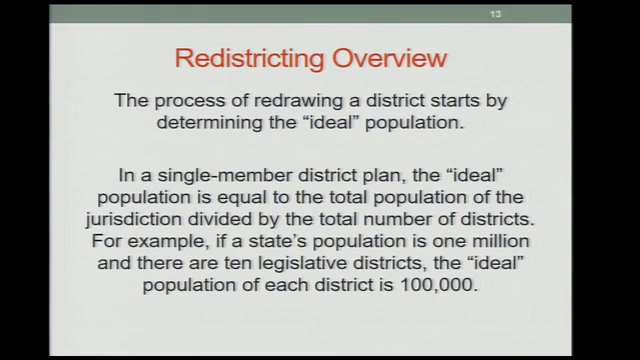 13
Redistricting Overview
The process of redrawing a district starts by
determining the “ideal” population.
In a single-member district plan, the “ideal”
population is equal to the total population of the
jurisdiction divided by the total number of districts.
For example, if a state’s population is one million
and there are ten legislative districts, the “ideal”
population of each district is 100,000.